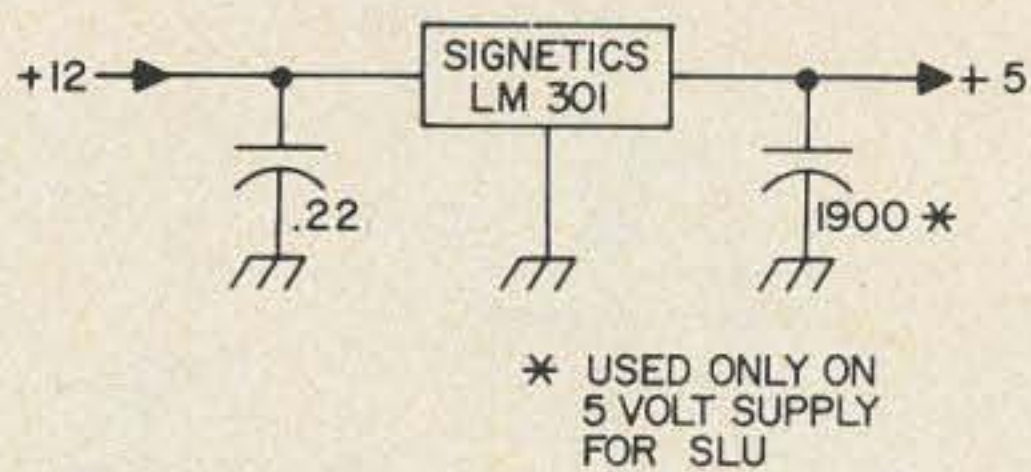 +12
SIGNETICS
LM 301
+ 5
.22
1900 *
* USED ONLY ON
5 VOLT SUPPLY
FOR SLU